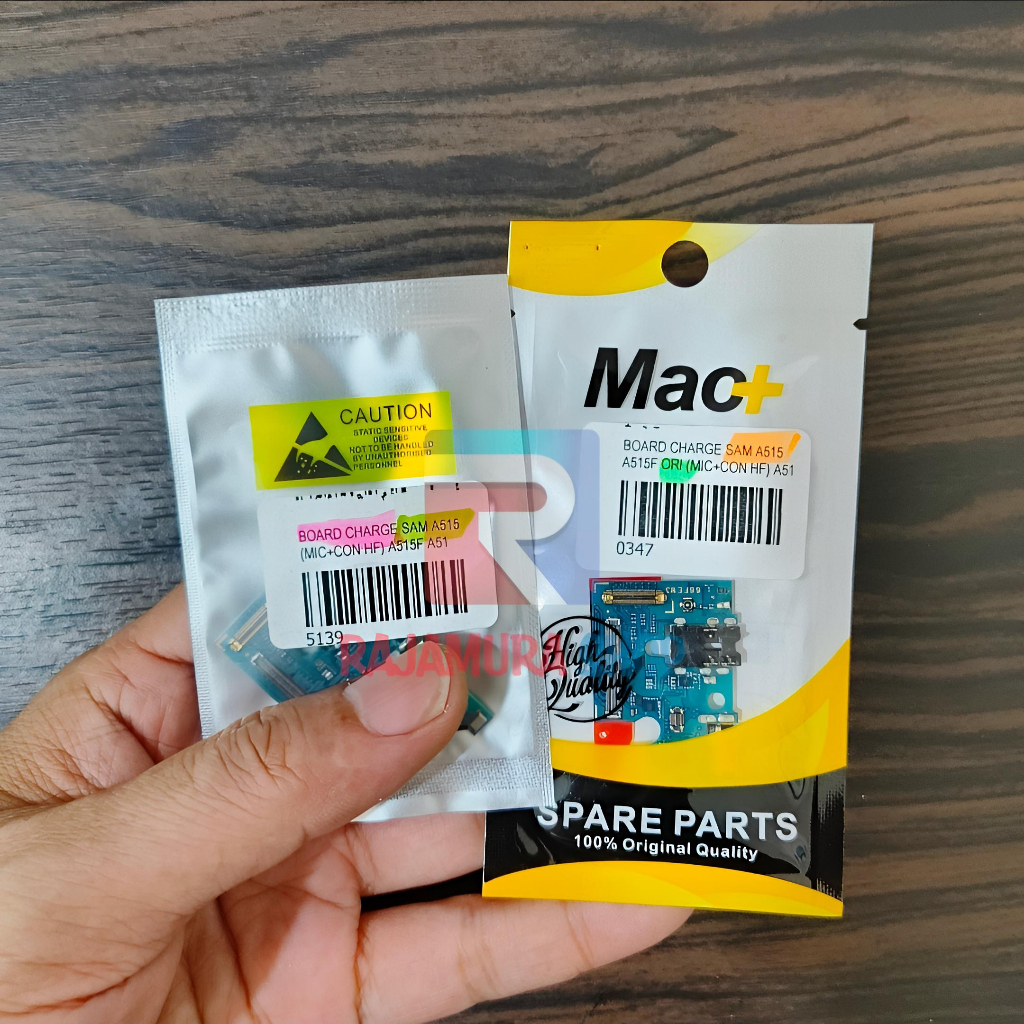 CAUTION
STATIC SENSITIVE
DEVICES
NOT TO BE HANDLED
BY UNAUTHORISED
PERSONNEL
BOARD CHARGE SAM A515
(MIC+CON HF) A515F A51
5139
Mac+
BOARD CHARGE SAM A515
A515F ORI (MIC+CON HF) A51
0347
High
Quality
SPARE PARTS
100% Original Quality
R
RAJAMURA